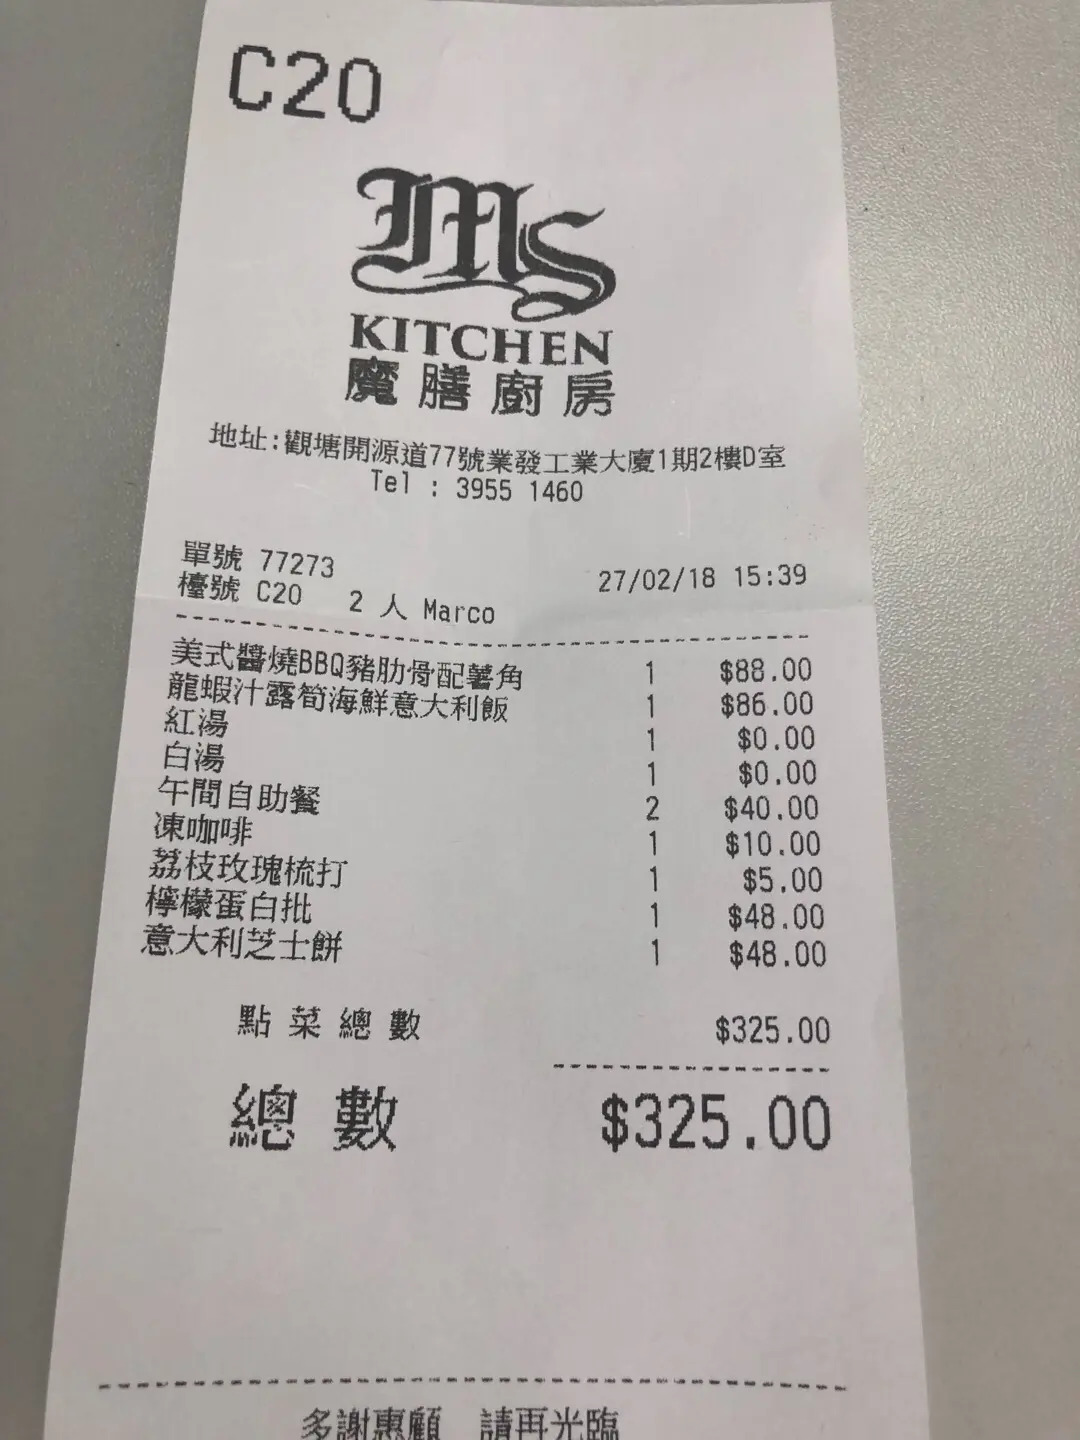 C20
MS
KITCHEN
魔膳廚房
地址:觀塘開源道77號業發工業大廈1期2樓D室
Tel : 3955 1460
單號 77273 27/02/18 15:39
檯號 C20 2 人 Marco
美式醬燒BBQ豬肋骨配薯角 1 $88.00
龍蝦汁露筍海鮮意大利飯 1 $86.00
紅湯 1 $0.00
白湯 1 $0.00
午間自助餐 2 $40.00
凍咖啡 1 $10.00
荔枝玫瑰梳打 1 $5.00
檸檬蛋白批 1 $48.00
意大利芝士餅 1 $48.00
點菜總數 $325.00
總數 $325.00
多謝惠顧 請再光臨